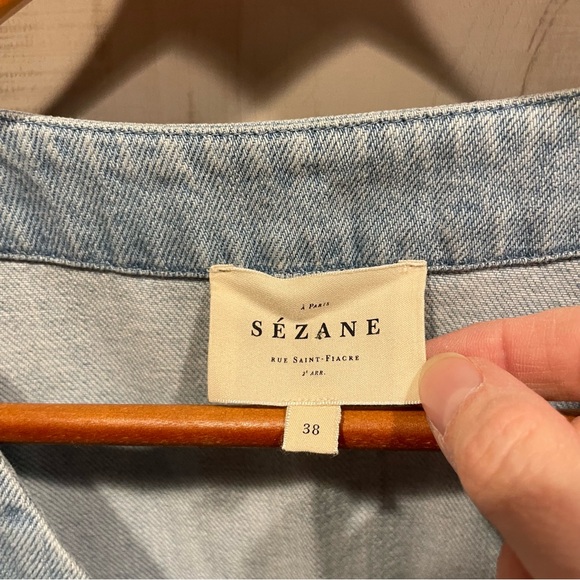 À PARIS
SÉZANE
RUE SAINT-FIACRE
2e ARR.
38